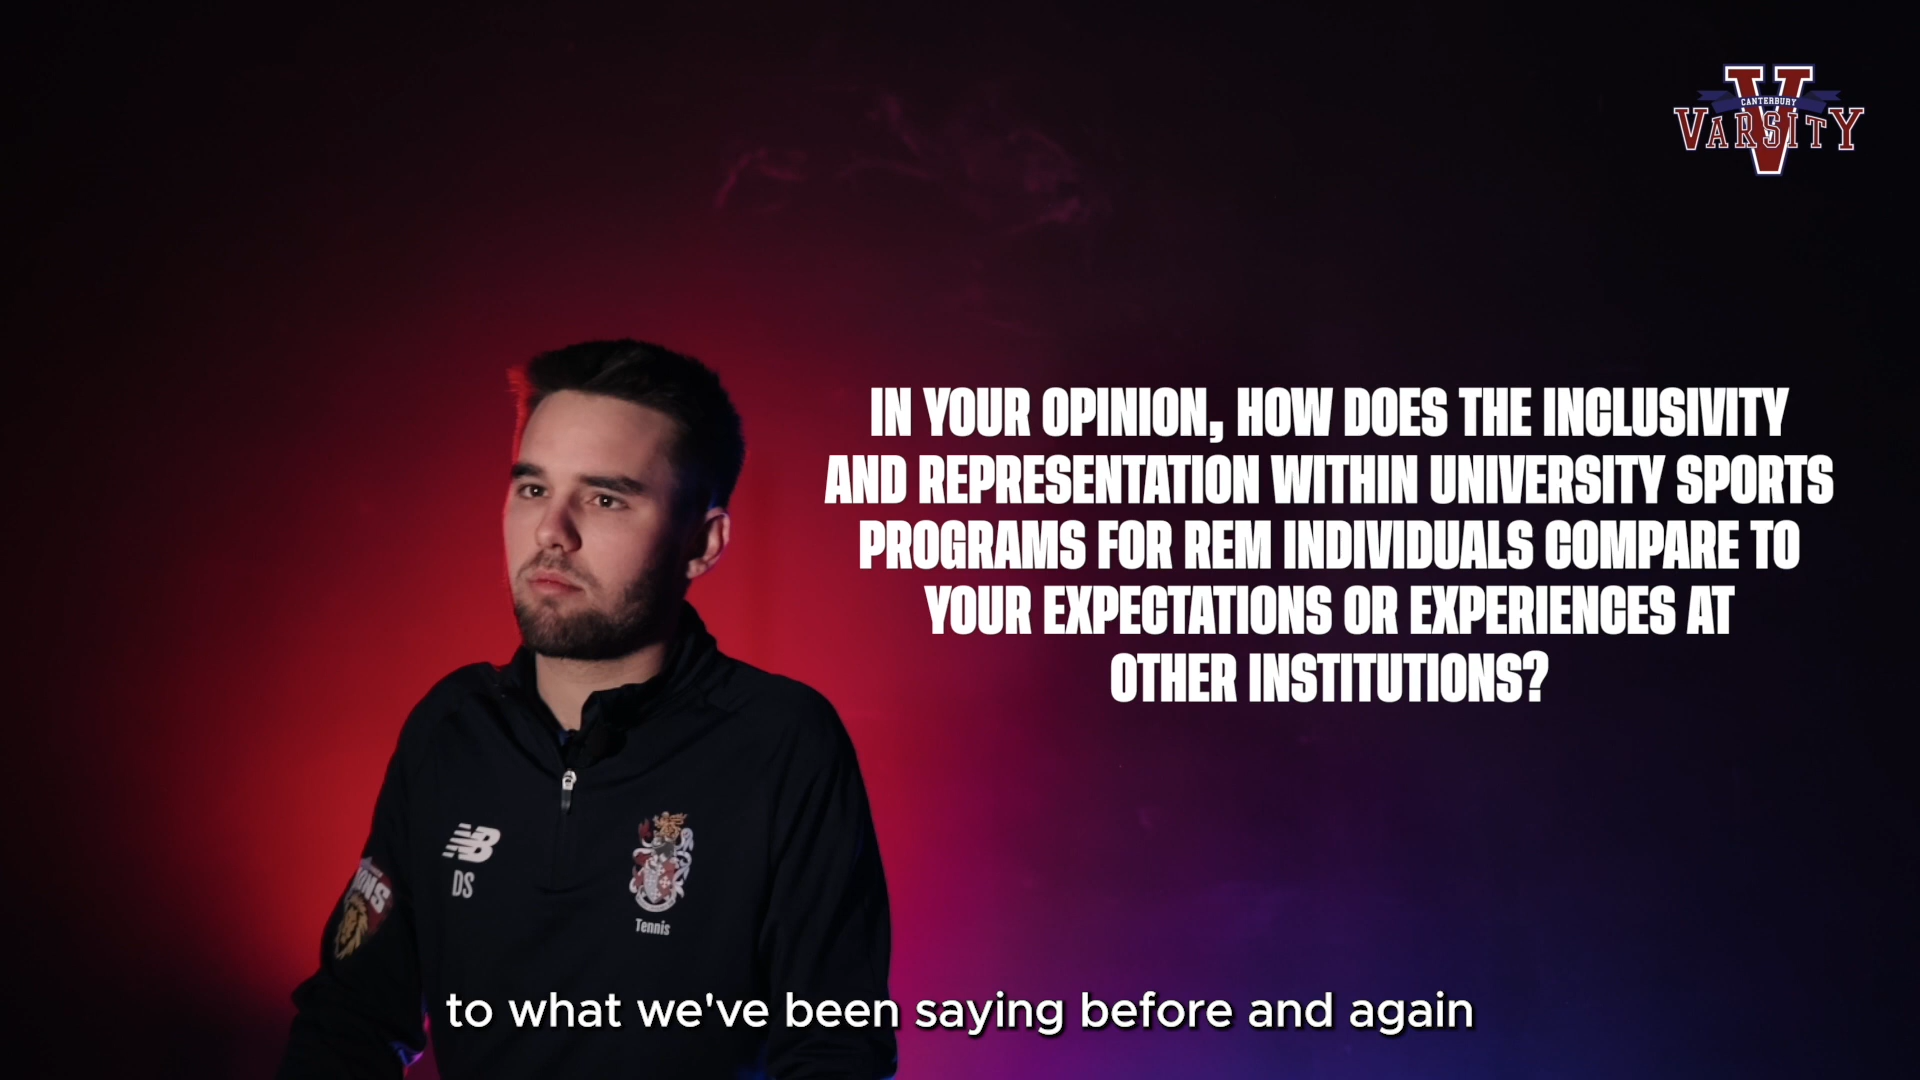 CANTERBURY
VARSITY
IN YOUR OPINION, HOW DOES THE INCLUSIVITY
AND REPRESENTATION WITHIN UNIVERSITY SPORTS
PROGRAMS FOR REM INDIVIDUALS COMPARE TO
YOUR EXPECTATIONS OR EXPERIENCES AT
OTHER INSTITUTIONS?
NB
DS
Tennis
to what we've been saying before and again